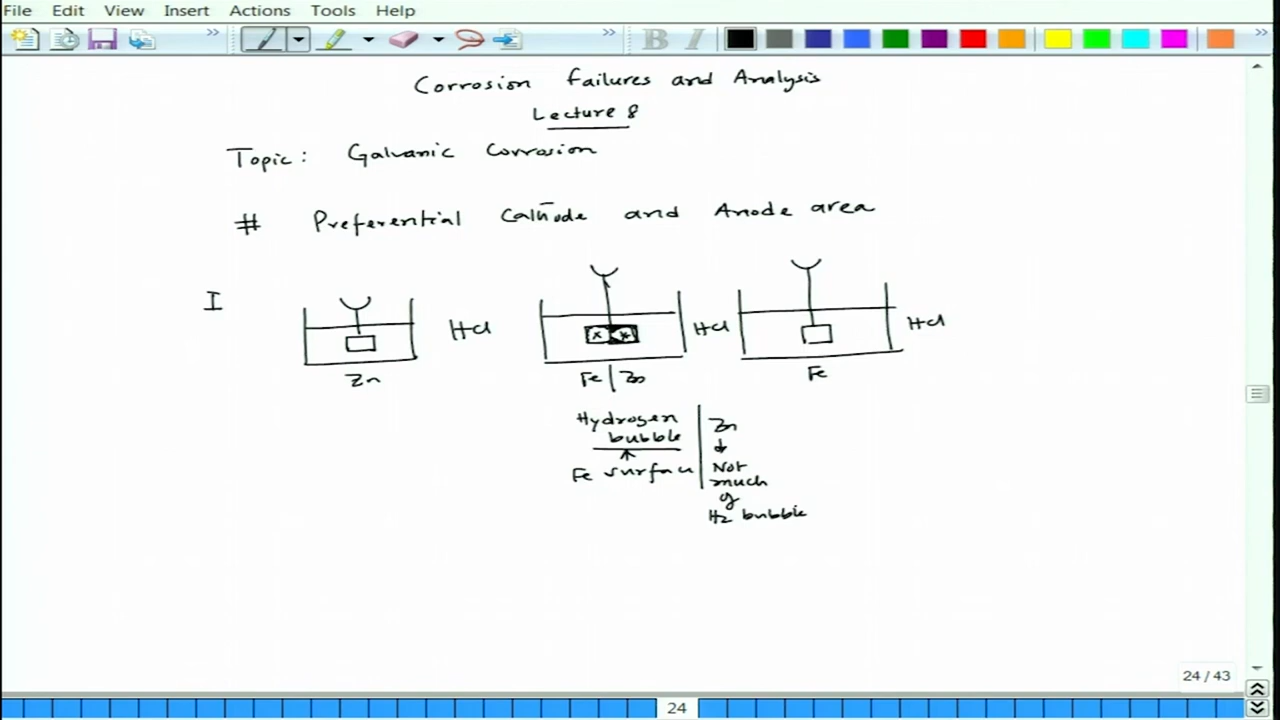 File Edit View Insert Actions Tools Help
B I
Corrosion Failures and Analysis
Lecture 8
Topic: Galvanic Corrosion
# Preferential Cathode and Anode area
I
HCl HCl HCl
x x
Zn Fe | Zn Fe
Hydrogen bubble
Fe surface
Zn
Not much of H2 bubble
24 / 43
24